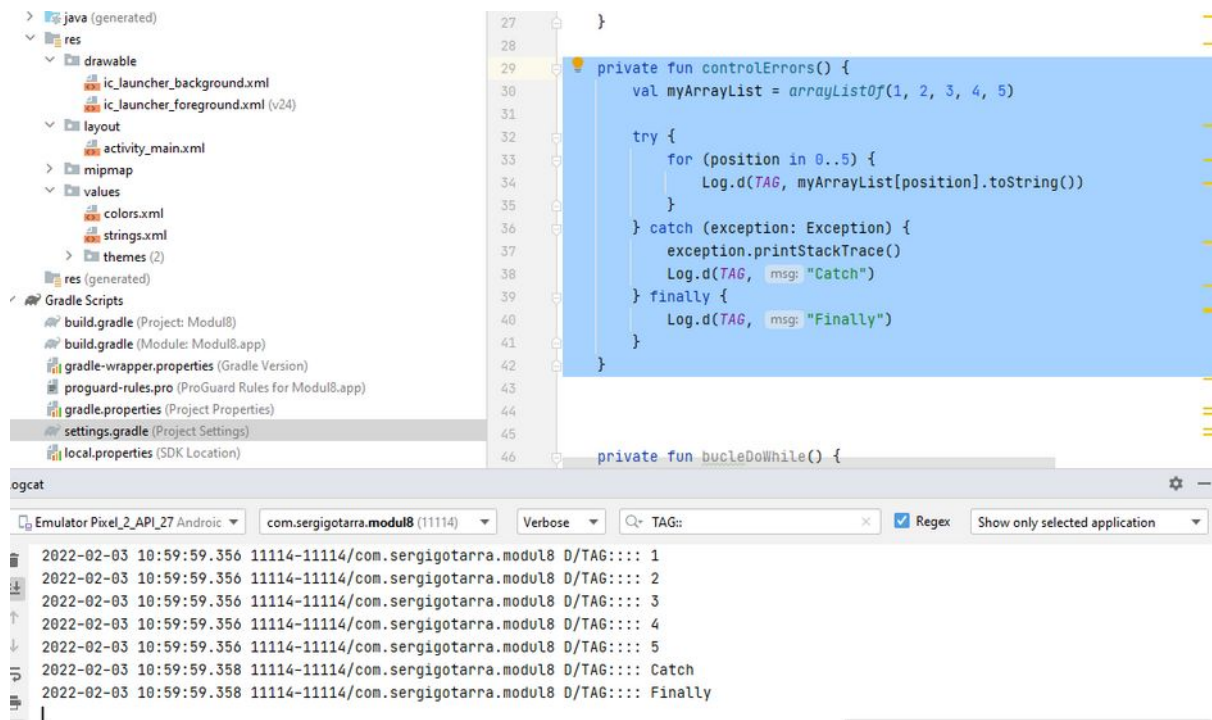 java (generated)
res
drawable
ic_launcher_background.xml
ic_launcher_foreground.xml (v24)
layout
activity_main.xml
mipmap
values
colors.xml
strings.xml
themes (2)
res (generated)
Gradle Scripts
build.gradle (Project: Modul8)
build.gradle (Module: Modul8.app)
gradle-wrapper.properties (Gradle Version)
proguard-rules.pro (ProGuard Rules for Modul8.app)
gradle.properties (Project Properties)
settings.gradle (Project Settings)
local.properties (SDK Location)
27 }
28
29 private fun controlErrors() {
30 val myArrayList = arrayListOf(1, 2, 3, 4, 5)
31
32 try {
33 for (position in 0..5) {
34 Log.d(TAG, myArrayList[position].toString())
35 }
36 } catch (exception: Exception) {
37 exception.printStackTrace()
38 Log.d(TAG, msg: "Catch")
39 } finally {
40 Log.d(TAG, msg: "Finally")
41 }
42 }
43
44
45
46 private fun bucleDoWhile() {
ogcat
Emulator Pixel_2_API_27 Androic com.sergigotarra.modul8 (11114) Verbose TAG:: Regex Show only selected application
2022-02-03 10:59:59.356 11114-11114/com.sergigotarra.modul8 D/TAG:::: 1
2022-02-03 10:59:59.356 11114-11114/com.sergigotarra.modul8 D/TAG:::: 2
2022-02-03 10:59:59.356 11114-11114/com.sergigotarra.modul8 D/TAG:::: 3
2022-02-03 10:59:59.356 11114-11114/com.sergigotarra.modul8 D/TAG:::: 4
2022-02-03 10:59:59.356 11114-11114/com.sergigotarra.modul8 D/TAG:::: 5
2022-02-03 10:59:59.358 11114-11114/com.sergigotarra.modul8 D/TAG:::: Catch
2022-02-03 10:59:59.358 11114-11114/com.sergigotarra.modul8 D/TAG:::: Finally